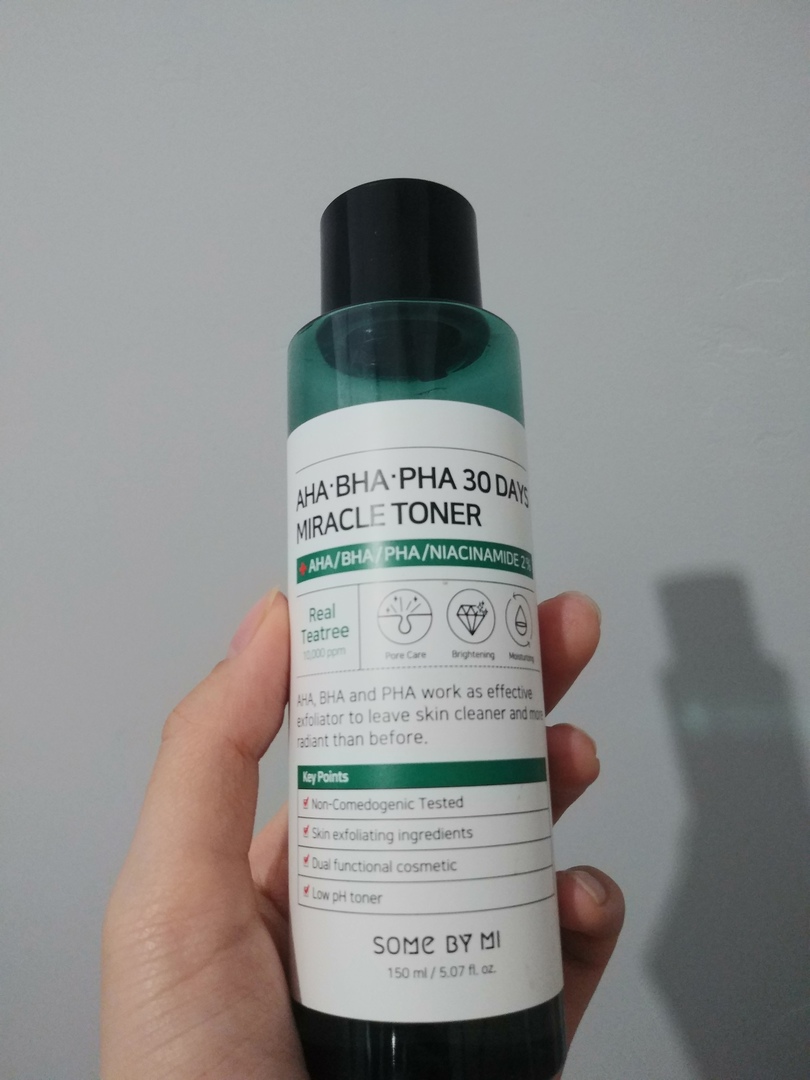 AHA·BHA·PHA 30 DAYS
MIRACLE TONER
+ AHA/BHA/PHA/NIACINAMIDE 2%
Real
Teatree
10,000 ppm
Pore Care
Brightening
Moisturizing
AHA, BHA and PHA work as effective
exfoliator to leave skin cleaner and more
radiant than before.
Key Points
Non-Comedogenic Tested
Skin exfoliating ingredients
Dual functional cosmetic
Low pH toner
SOME BY MI
150 ml / 5.07 fl. oz.